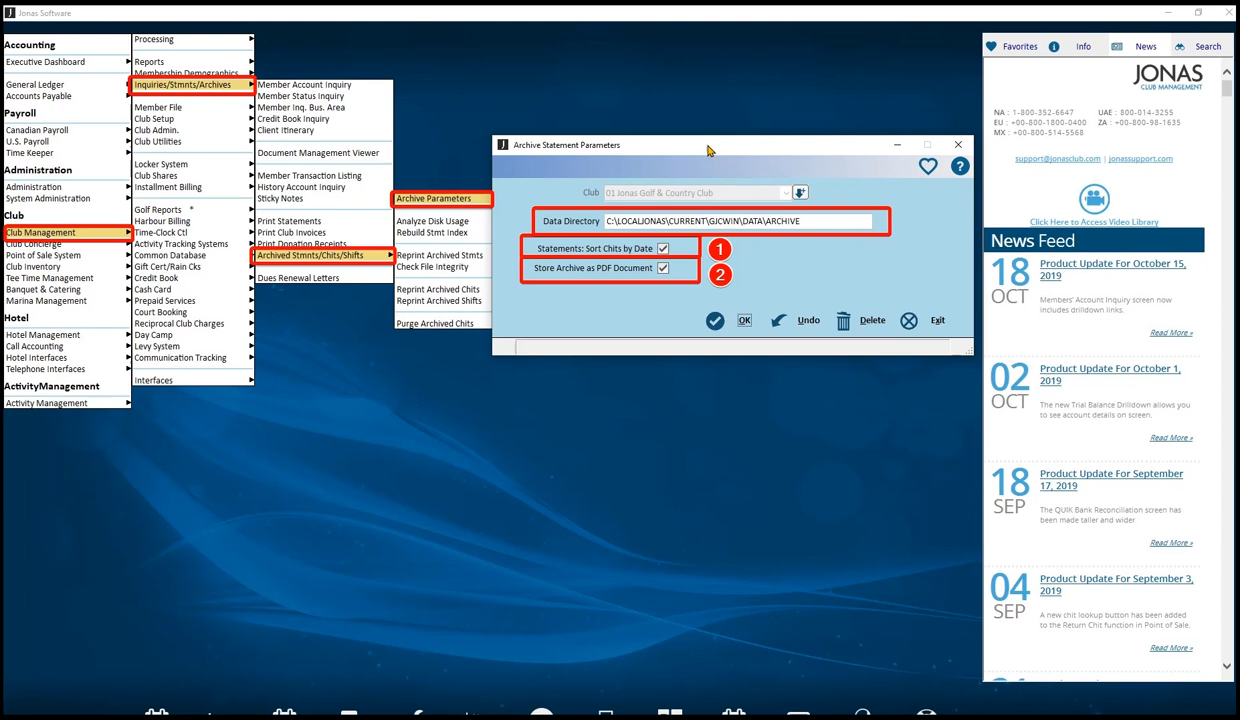 Jonas Software
Accounting
Executive Dashboard
General Ledger
Accounts Payable
Payroll
Canadian Payroll
U.S. Payroll
Time Keeper
Administration
Administration
System Administration
Club
Club Management
Club Concierge
Point of Sale System
Club Inventory
Tee Time Management
Banquet & Catering
Marina Management
Hotel
Hotel Management
Call Accounting
Hotel Interfaces
Telephone Interfaces
ActivityManagement
Activity Management
Processing
Reports
Membership Demographics
Inquiries/Stmnts/Archives
Member File
Club Setup
Club Admin.
Club Utilities
Locker System
Club Shares
Installment Billing
Golf Reports *
Harbour Billing
Time-Clock Ctl
Activity Tracking Systems
Common Database
Gift Cert/Rain Cks
Credit Book
Cash Card
Prepaid Services
Court Booking
Reciprocal Club Charges
Day Camp
Levy System
Communication Tracking
Interfaces
Member Account Inquiry
Member Status Inquiry
Member Inq. Bus. Area
Credit Book Inquiry
Client Itinerary
Document Management Viewer
Member Transaction Listing
History Account Inquiry
Sticky Notes
Print Statements
Print Club Invoices
Print Donation Receipts
Archived Stmnts/Chits/Shifts
Dues Renewal Letters
Archive Parameters
Analyze Disk Usage
Rebuild Stmt Index
Reprint Archived Stmts
Check File Integrity
Reprint Archived Chits
Reprint Archived Shifts
Purge Archived Chits
Archive Statement Parameters
Club 01 Jonas Golf & Country Club
Data Directory C:\LOCALJONAS\CURRENT\GJCWIN\DATA\ARCHIVE
Statements: Sort Chits by Date 1
Store Archive as PDF Document 2
OK Undo Delete Exit
Favorites Info News Search
JONAS
CLUB MANAGEMENT
NA : 1-800-352-6647 UAE : 800-014-3255
EU : +00-800-1800-0400 ZA : +00-800-98-1635
MX : +00-800-514-5568
support@jonasclub.com | jonassupport.com
Click Here to Access Video Library
News Feed
18 OCT
Product Update For October 15,
2019
Members' Account Inquiry screen now
includes drilldown links.
Read More »
02 OCT
Product Update For October 1,
2019
The new Trial Balance Drilldown allows you
to see account details on screen.
Read More »
18 SEP
Product Update For September
17, 2019
The QUIK Bank Reconciliation screen has
been made taller and wider
Read More »
04 SEP
Product Update For September 3,
2019
A new chit lookup button has been added
to the Return Chit function in Point of Sale.
Read More »